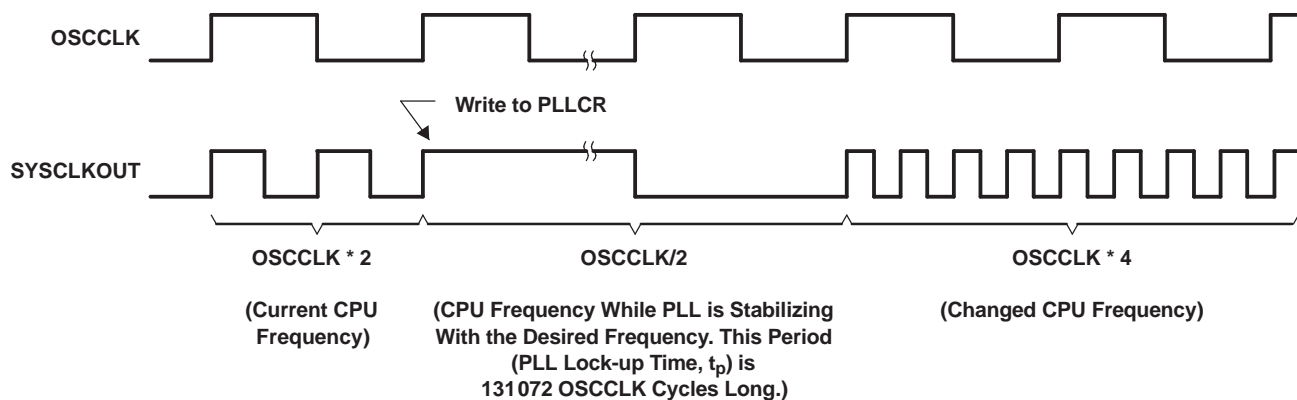 OSCCLK
Write to PLLCR
SYSCLKOUT
OSCCLK * 2
(Current CPU
Frequency)
OSCCLK/2
(CPU Frequency While PLL is Stabilizing
With the Desired Frequency. This Period
(PLL Lock-up Time, tp) is
131072 OSCCLK Cycles Long.)
OSCCLK * 4
(Changed CPU Frequency)